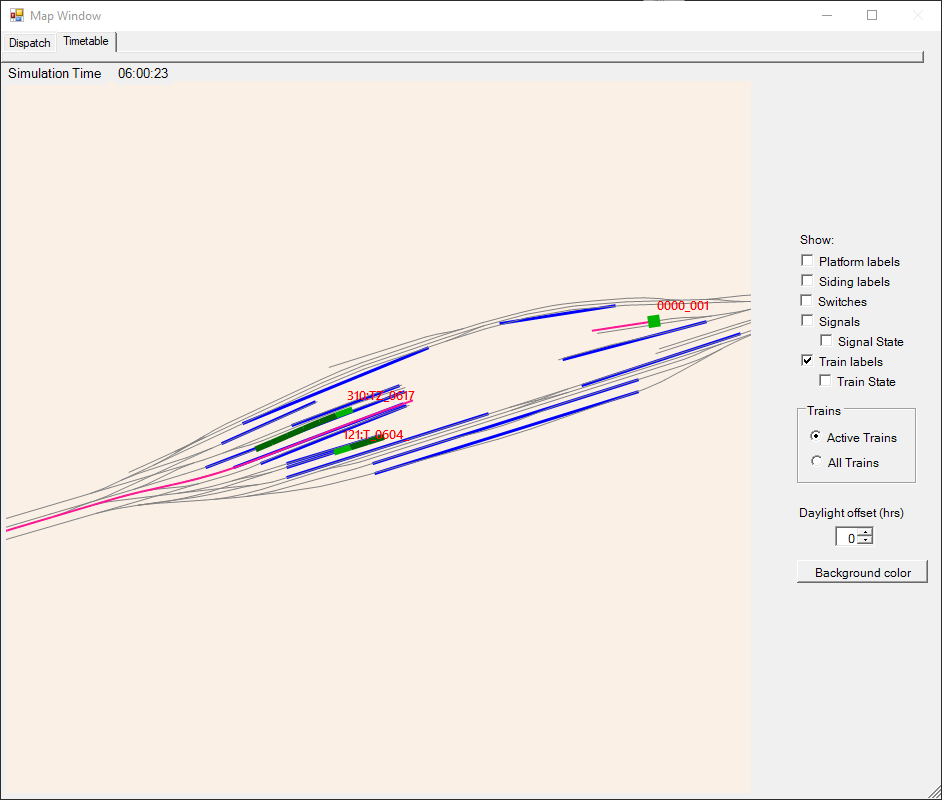 Map Window
Dispatch
Timetable
Simulation Time 06:00:23
0000_001
310:TZ_0617
121:T_0604_
Show:
Platform labels
Siding labels
Switches
Signals
Signal State
Train labels
Train State
Trains
Active Trains
All Trains
Daylight offset (hrs)
0
Background color